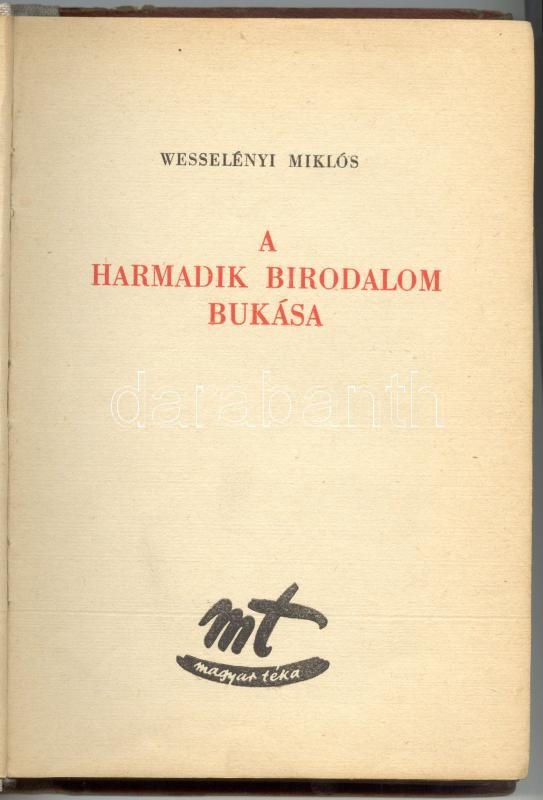 WESSELÉNYI MIKLÓS
A
HARMADIK BIRODALOM
BUKÁSA
darabanth
mt
magyar téka